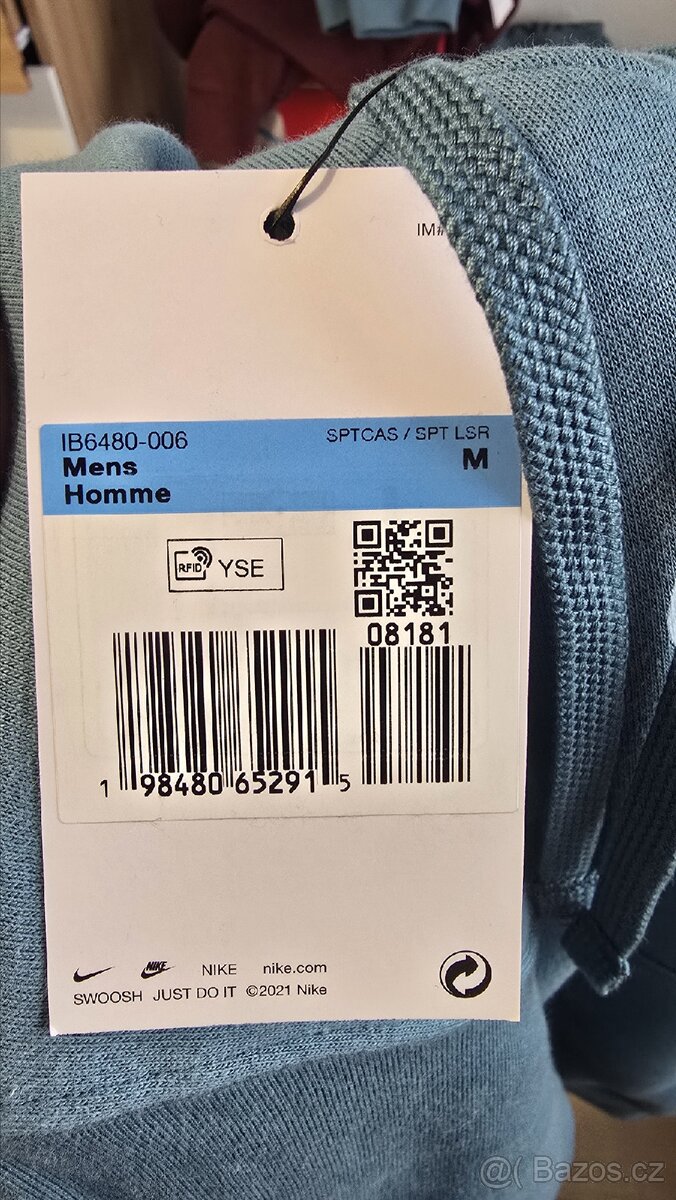 IM#
IB6480-006 SPTCAS / SPT LSR
Mens M
Homme
RFID YSE
08181
1 98480 65291 5
NIKE NIKE nike.com
SWOOSH JUST DO IT ©2021 Nike
@( Bazos.cz